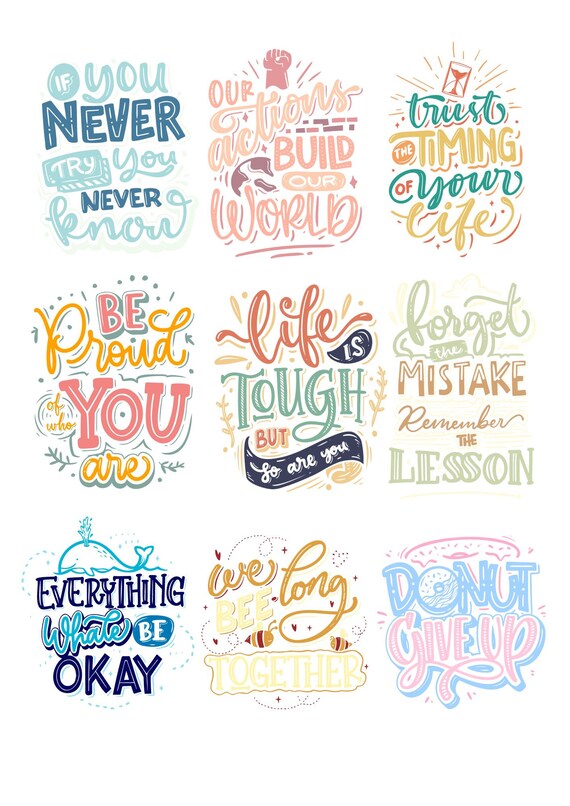 IF you
NEVER
TRY you
NEVER
know
OUR
actions
BUILD
OUR
WORLD
trust
THE TIMING
OF your
life
BE
Proud
of who YOU
are
life
IS
TOUGH
BUT
so are you
forget
the
MISTAKE
Remember
THE
LESSON
EVERYTHING
Whale BE
OKAY
we long
BEE
TOGETHER
DONUT
GIVE UP